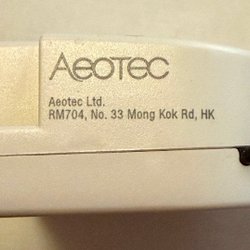 AEOTEC
Aeotec Ltd.
RM704, No. 33 Mong Kok Rd, HK